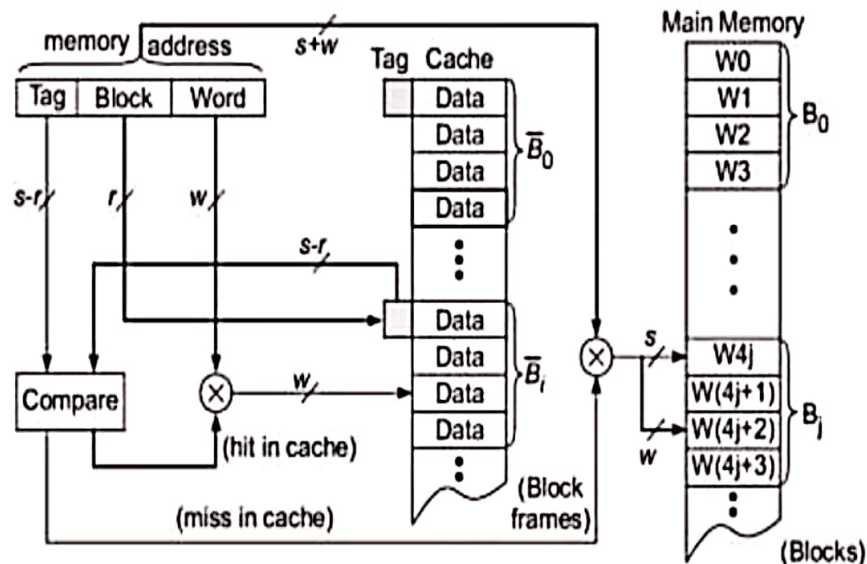 memory address
s+w
Main Memory
Tag Cache
Tag Block Word
Data
Data
Data
Data
B̅0
W0
W1
W2
W3
B0
s-r
r
w
s-r
Data
Data
Data
Data
B̅i
Compare
w
(hit in cache)
(miss in cache)
s
w
W4j
W(4j+1)
W(4j+2)
W(4j+3)
Bj
(Block
frames)
(Blocks)